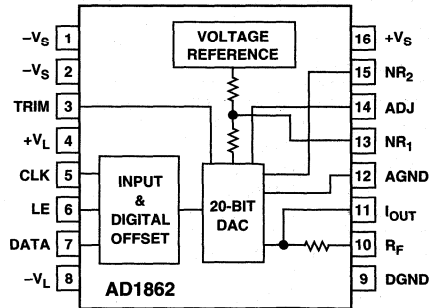 –VS 1
–VS 2
TRIM 3
+VL 4
CLK 5
LE 6
DATA 7
–VL 8
VOLTAGE
REFERENCE
INPUT
&
DIGITAL
OFFSET
20-BIT
DAC
AD1862
16 +VS
15 NR2
14 ADJ
13 NR1
12 AGND
11 IOUT
10 RF
9 DGND